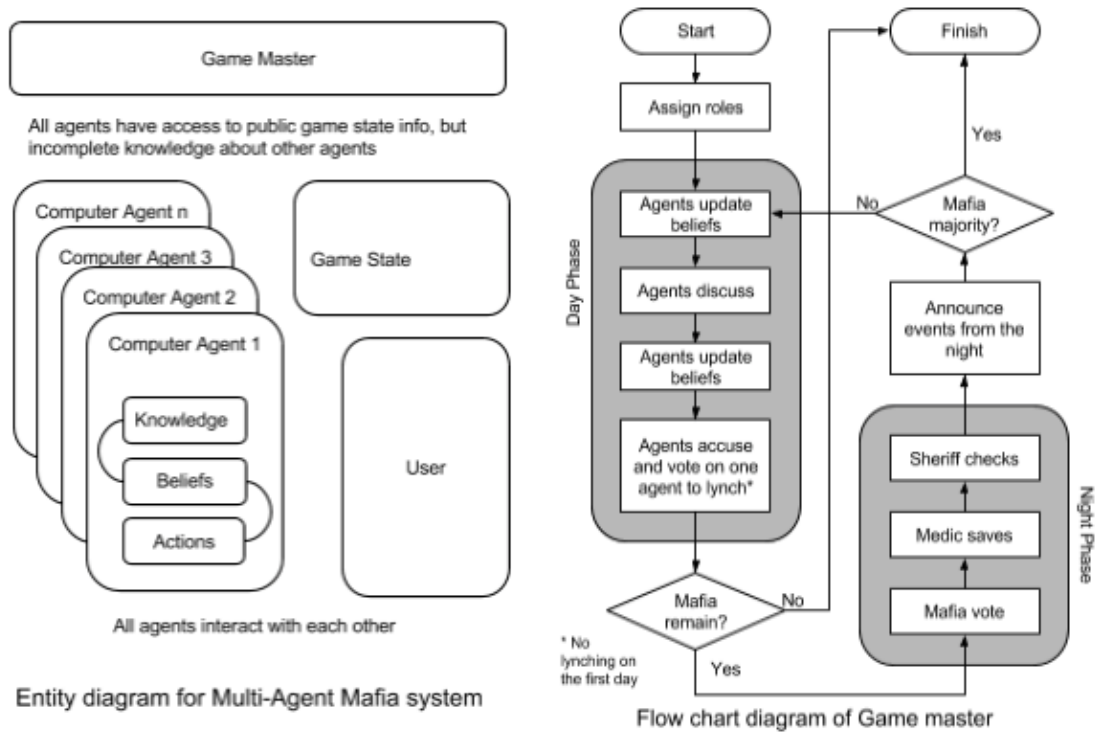 Game Master
All agents have access to public game state info, but
incomplete knowledge about other agents
Computer Agent n
Computer Agent 3
Computer Agent 2
Computer Agent 1
Knowledge
Beliefs
Actions
Game State
User
All agents interact with each other
Entity diagram for Multi-Agent Mafia system
Start
Assign roles
Day Phase
Agents update
beliefs
Agents discuss
Agents update
beliefs
Agents accuse
and vote on one
agent to lynch*
Mafia
remain?
No
Yes
* No
lynching on
the first day
Finish
Yes
Mafia
majority?
No
Announce
events from the
night
Night Phase
Sheriff checks
Medic saves
Mafia vote
Flow chart diagram of Game master